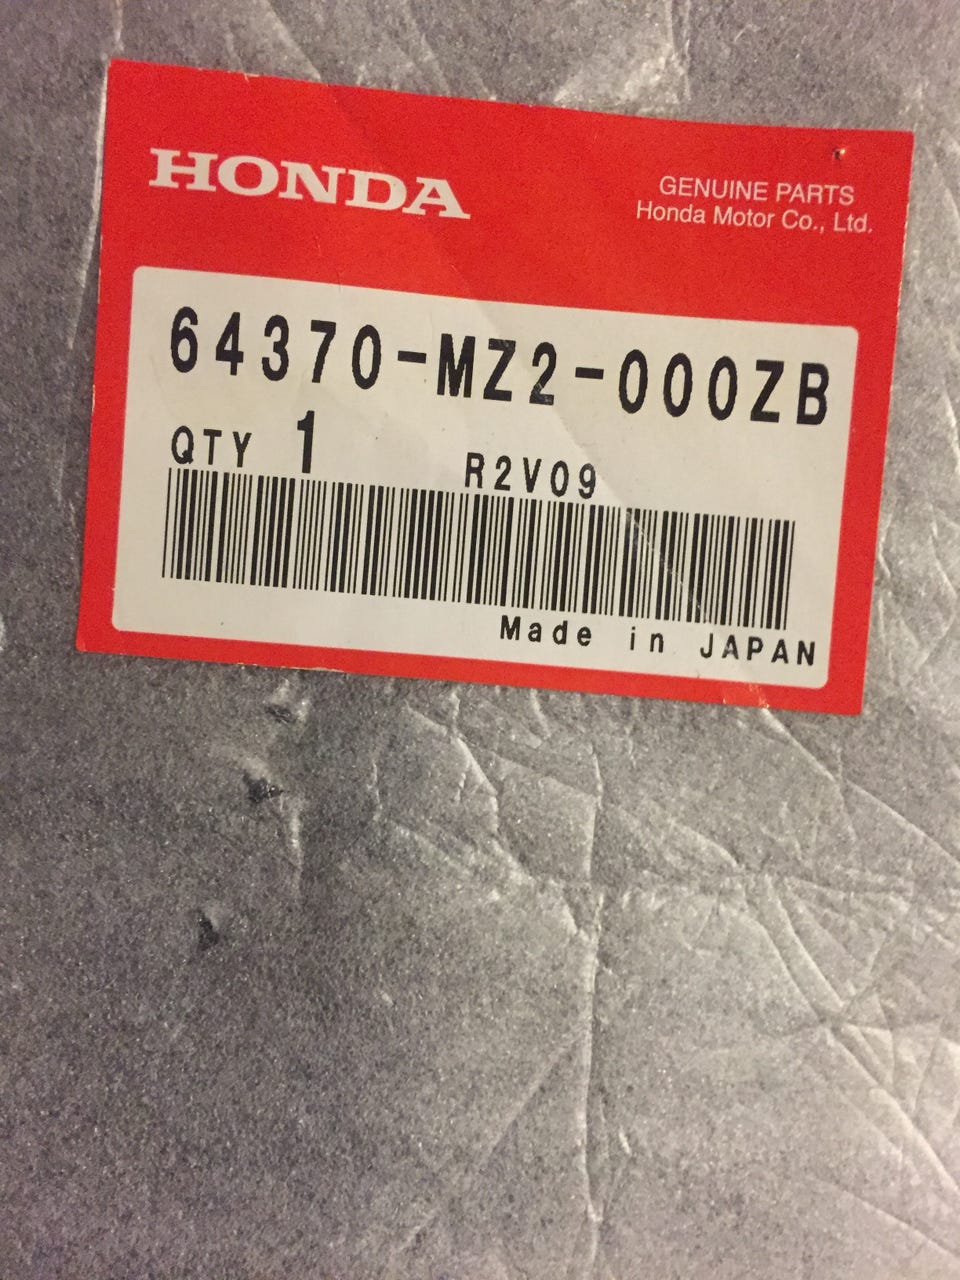 HONDA
GENUINE PARTS
Honda Motor Co., Ltd.
64370-MZ2-000ZB
QTY 1 R2V09
Made in JAPAN